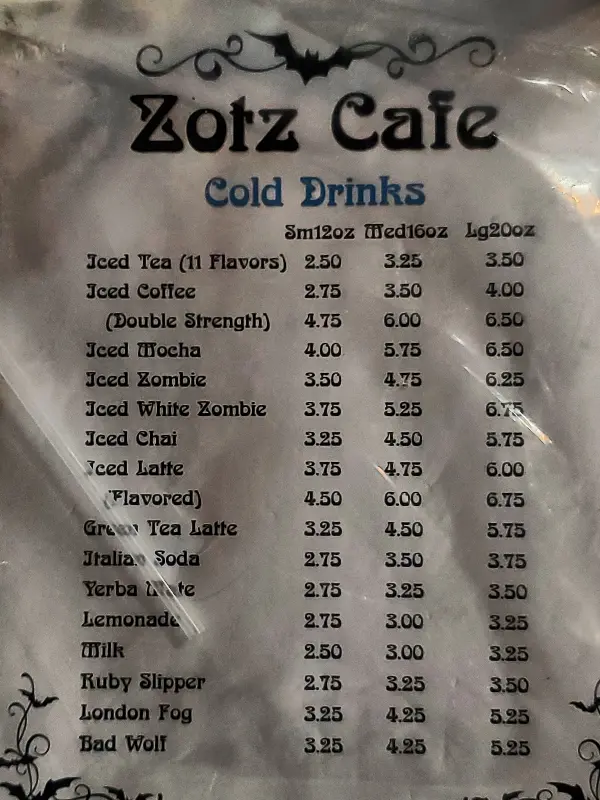 Zotz Cafe
Cold Drinks
Sm12oz Med16oz Lg20oz
Iced Tea (11 Flavors) 2.50 3.25 3.50
Iced Coffee 2.75 3.50 4.00
(Double Strength) 4.75 6.00 6.50
Iced Mocha 4.00 5.75 6.50
Iced Zombie 3.50 4.75 6.25
Iced White Zombie 3.75 5.25 6.75
Iced Chai 3.25 4.50 5.75
Iced Latte 3.75 4.75 6.00
(Flavored) 4.50 6.00 6.75
Green Tea Latte 3.25 4.50 5.75
Italian Soda 2.75 3.50 3.75
Yerba Mate 2.75 3.25 3.50
Lemonade 2.75 3.00 3.25
Milk 2.50 3.00 3.25
Ruby Slipper 2.75 3.25 3.50
London Fog 3.25 4.25 5.25
Bad Wolf 3.25 4.25 5.25